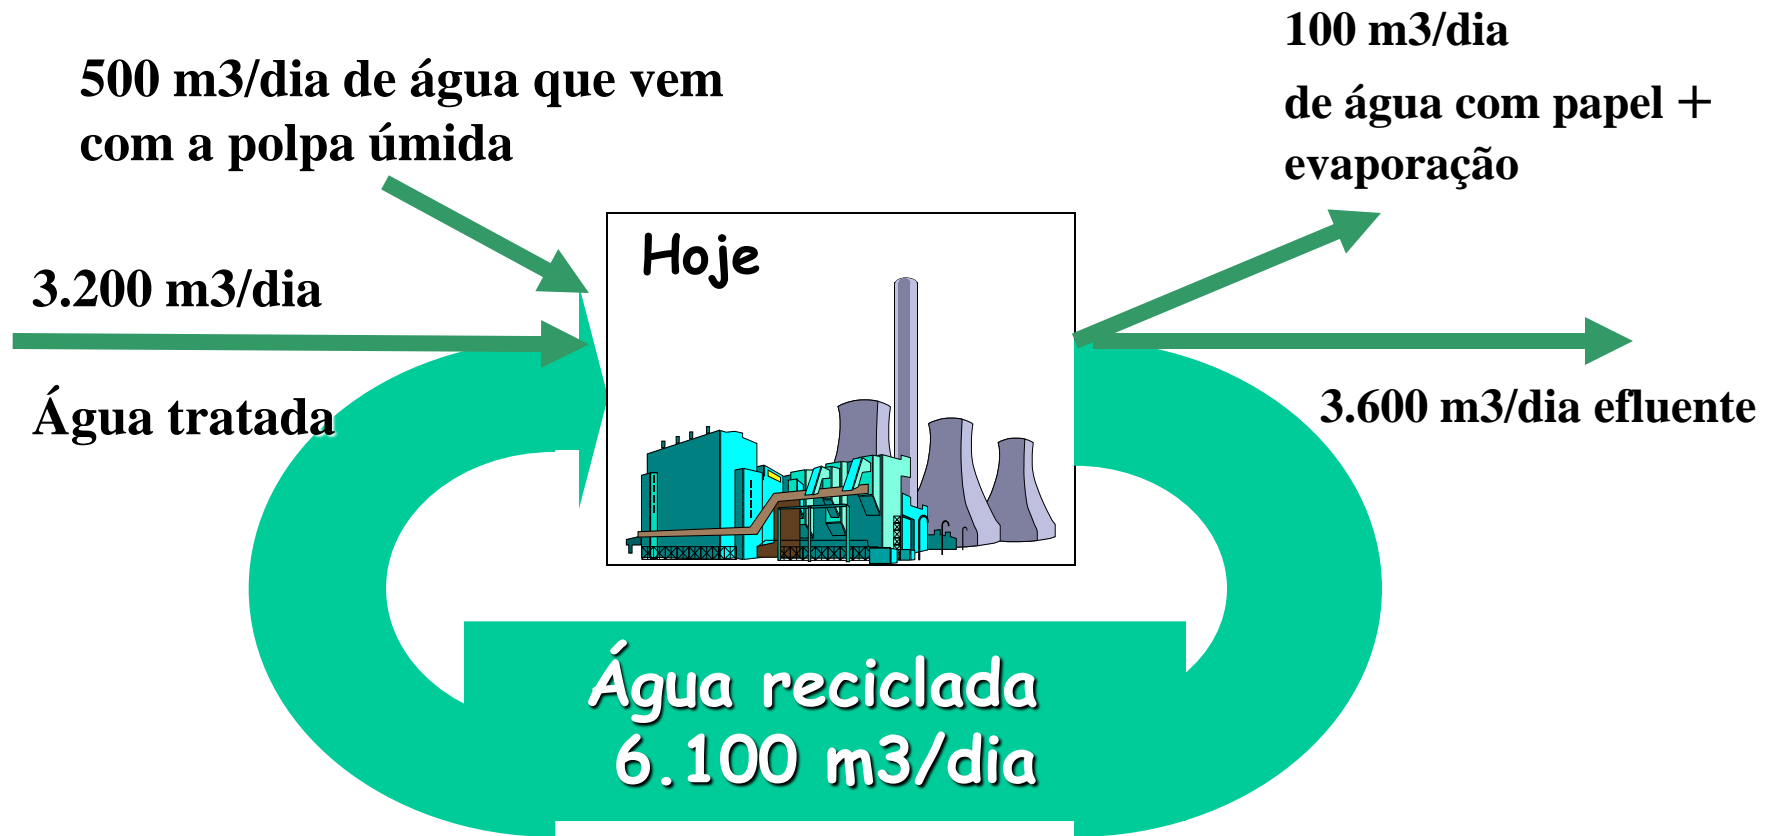 500 m3/dia de água que vem
com a polpa úmida
100 m3/dia
de água com papel +
evaporação
Hoje
3.200 m3/dia
Água tratada
3.600 m3/dia efluente
Água reciclada
6.100 m3/dia